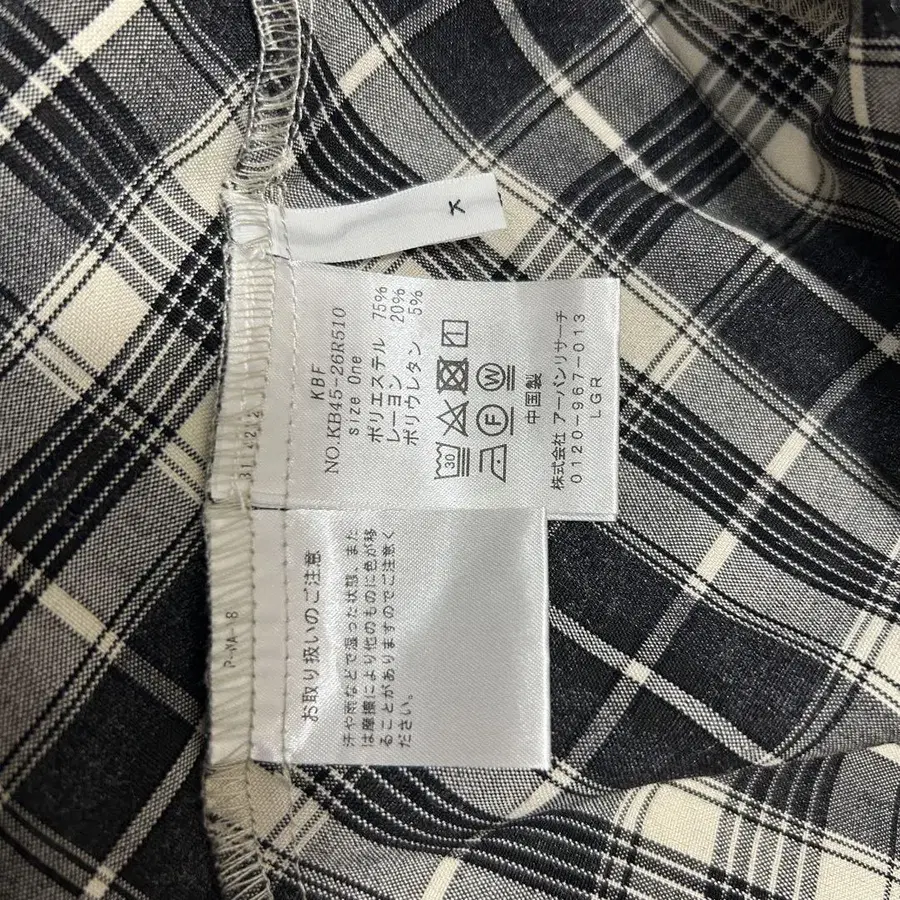 K
KBF
NO.KB45-26R510
size One
ポリエステル 75%
レーヨン 20%
ポリウレタン 5%
30
F
W
中国製
株式会社 アーバンリサーチ
0120-967-013
LGR
お取り扱いのご注意
汗や雨などで湿った状態、また
は摩擦により他のものに色が移
ることがありますのでご注意く
ださい。
P-NA 8